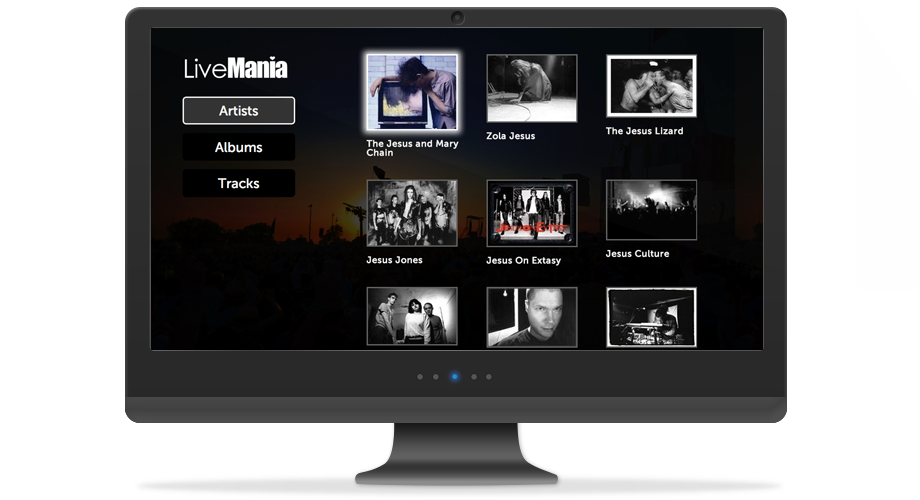 LiveMania
Artists
Albums
Tracks
The Jesus and Mary
Chain
Zola Jesus
The Jesus Lizard
Jesus Jones
Jesus On Extasy
Jesus Culture